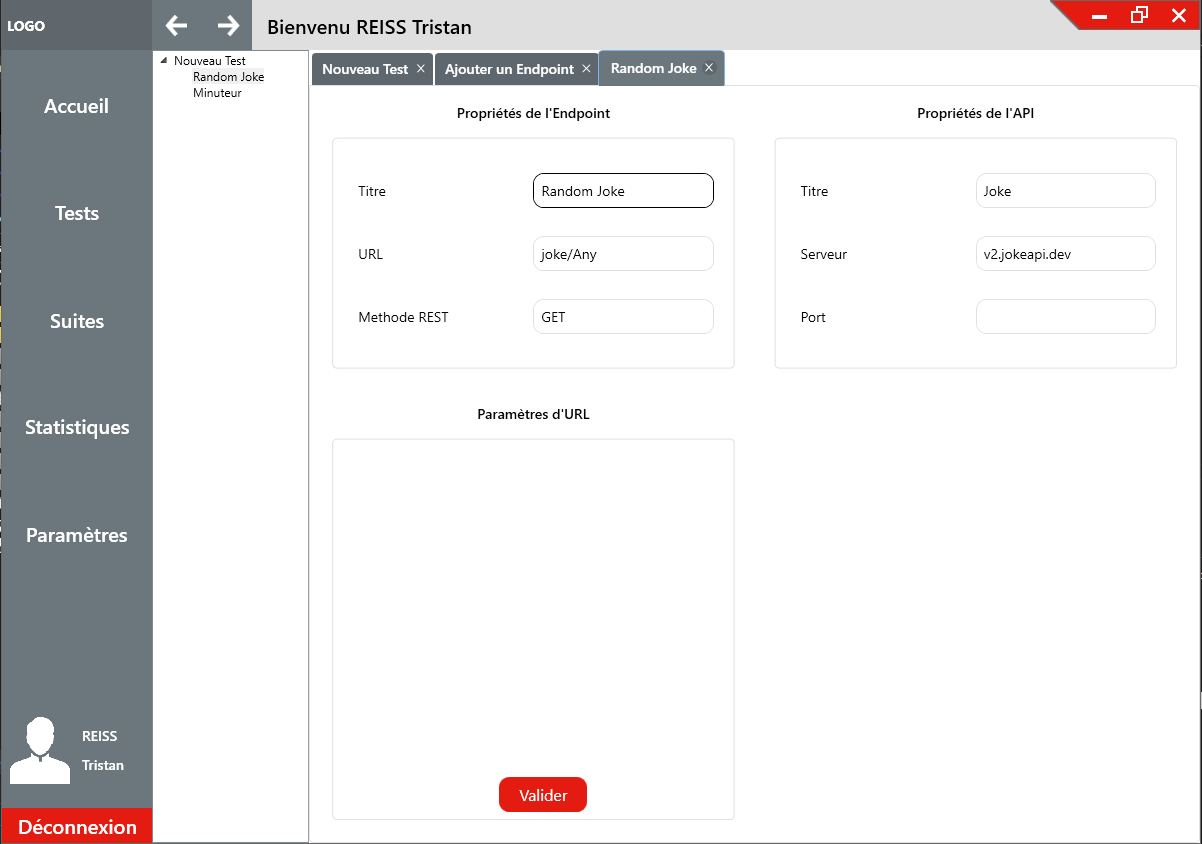 LOGO
Bienvenu REISS Tristan
Accueil
Tests
Suites
Statistiques
Paramètres
REISS
Tristan
Déconnexion
Nouveau Test
Random Joke
Minuteur
Nouveau Test
Ajouter un Endpoint
Random Joke
Propriétés de l'Endpoint
Titre
Random Joke
URL
joke/Any
Methode REST
GET
Propriétés de l'API
Titre
Joke
Serveur
v2.jokeapi.dev
Port
Paramètres d'URL
Valider